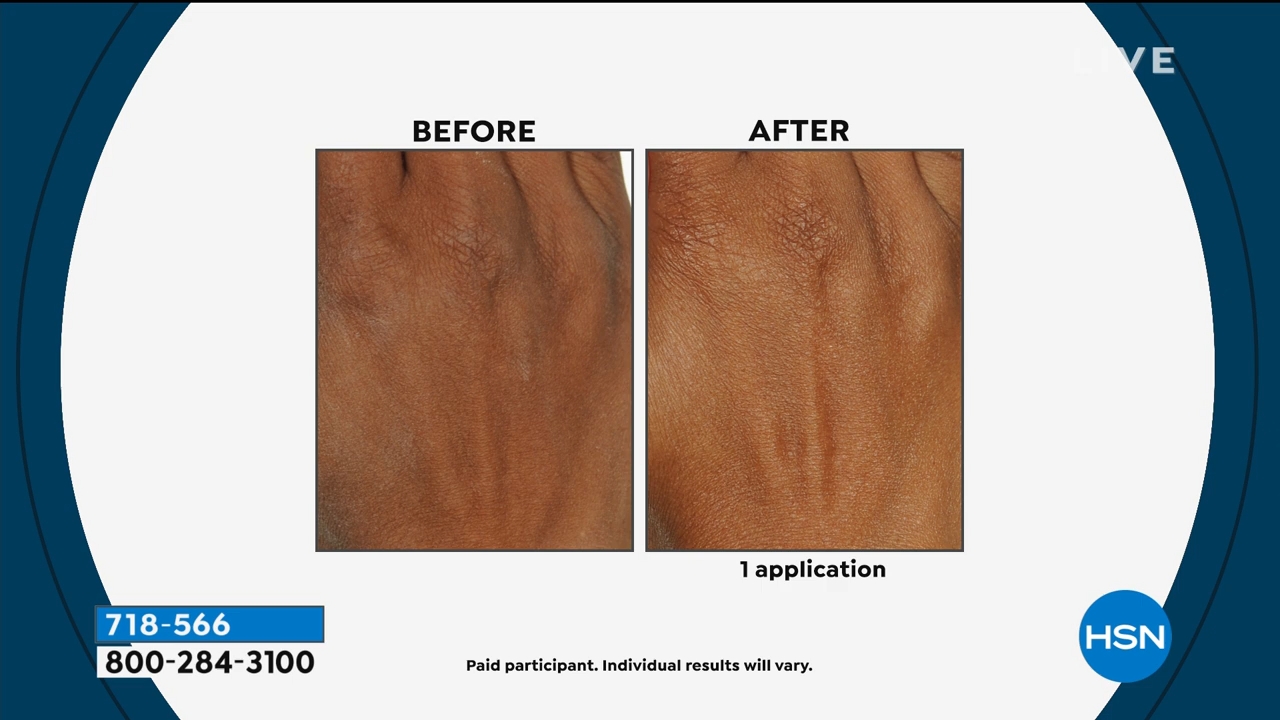 LIVE
BEFORE
AFTER
1 application
718-566
800-284-3100
Paid participant. Individual results will vary.
HSN